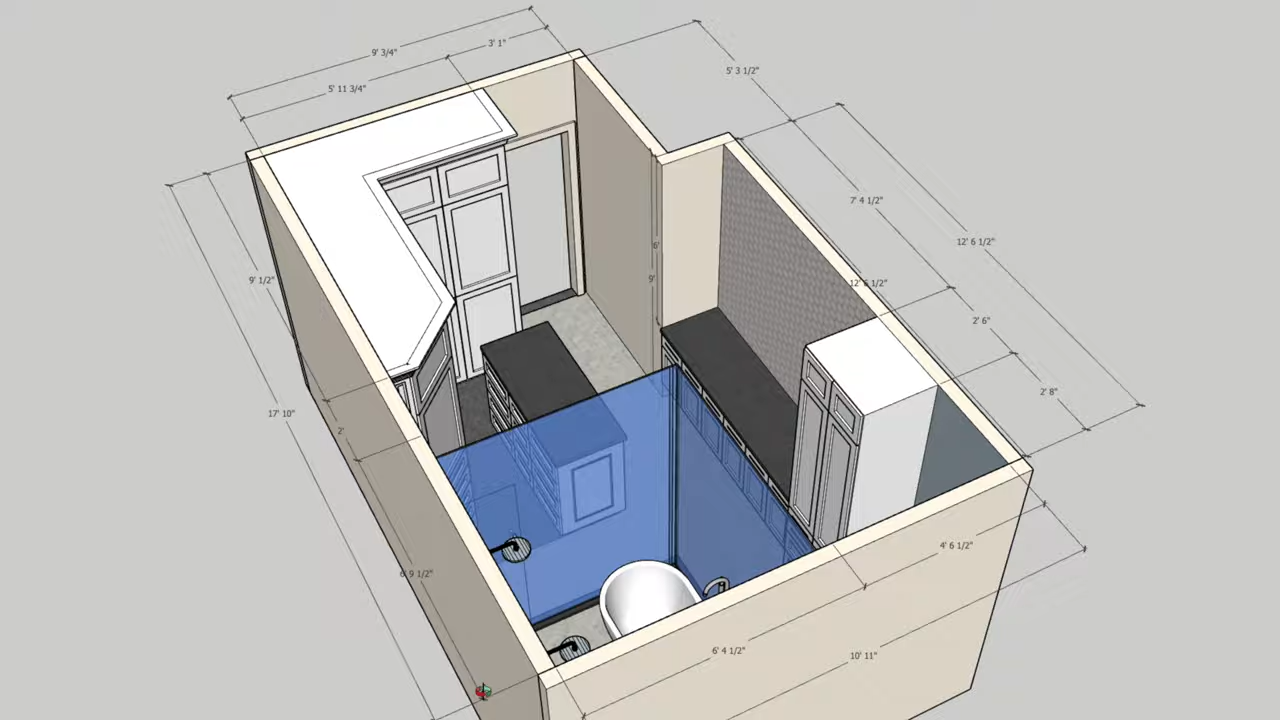 9' 3/4"
3' 1"
5' 11 3/4"
5' 3 1/2"
7' 4 1/2"
12' 6 1/2"
6'
9'
9' 1/2"
12' 6 1/2"
2' 6"
2' 8"
17' 10"
2'
4' 6 1/2"
6' 9 1/2"
6' 4 1/2"
10' 11"